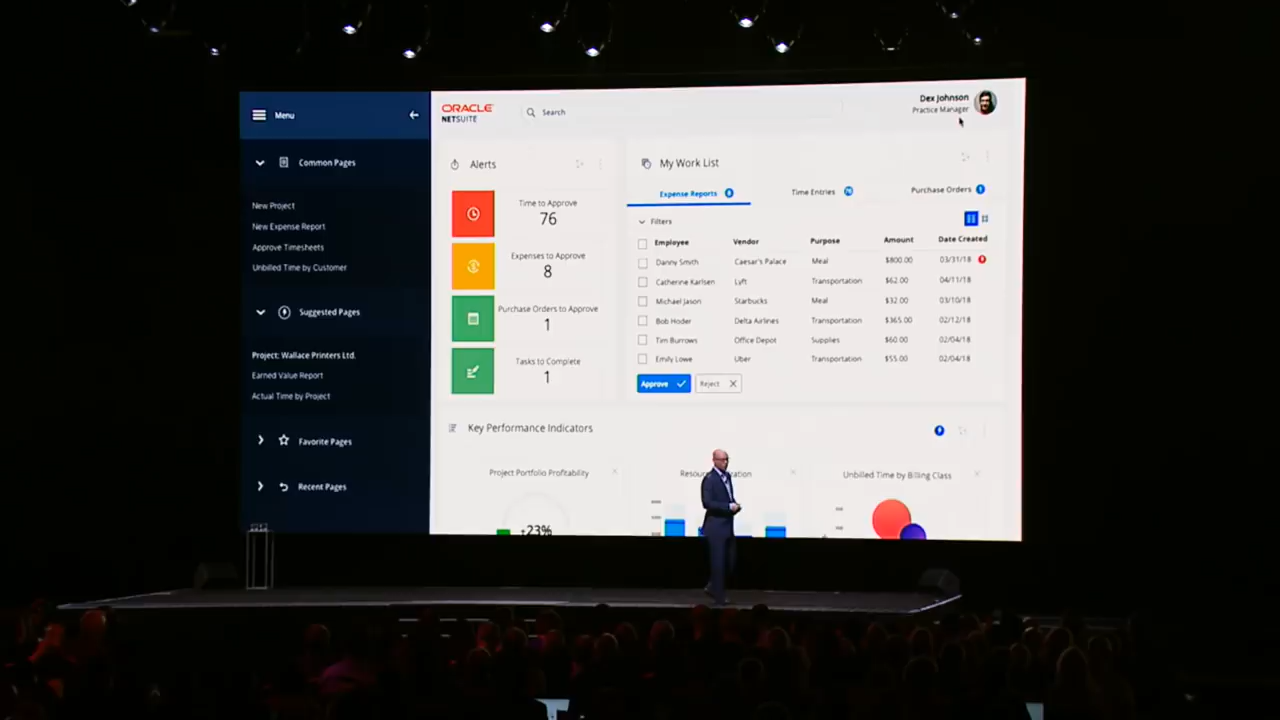 Menu
Common Pages
New Project
New Expense Report
Approve Timesheets
Unbilled Time by Customer
Suggested Pages
Project: Wallace Printers Ltd.
Earned Value Report
Actual Time by Project
Favorite Pages
Recent Pages
ORACLE
NETSUITE
Search
Dex Johnson
Practice Manager
Alerts
Time to Approve
76
Expenses to Approve
8
Purchase Orders to Approve
1
Tasks to Complete
1
My Work List
Expense Reports 8 Time Entries 76 Purchase Orders 1
Filters
Employee Vendor Purpose Amount Date Created
Danny Smith Caesar's Palace Meal $800.00 03/31/18
Catherine Karlsen Lyft Transportation $62.00 04/11/18
Michael Jason Starbucks Meal $32.00 03/10/18
Bob Hoder Delta Airlines Transportation $365.00 02/12/18
Tim Burrows Office Depot Supplies $60.00 02/04/18
Emily Lowe Uber Transportation $55.00 02/04/18
Approve Reject
Key Performance Indicators
Project Portfolio Profitability
+23%
Unbilled Time by Billing Class